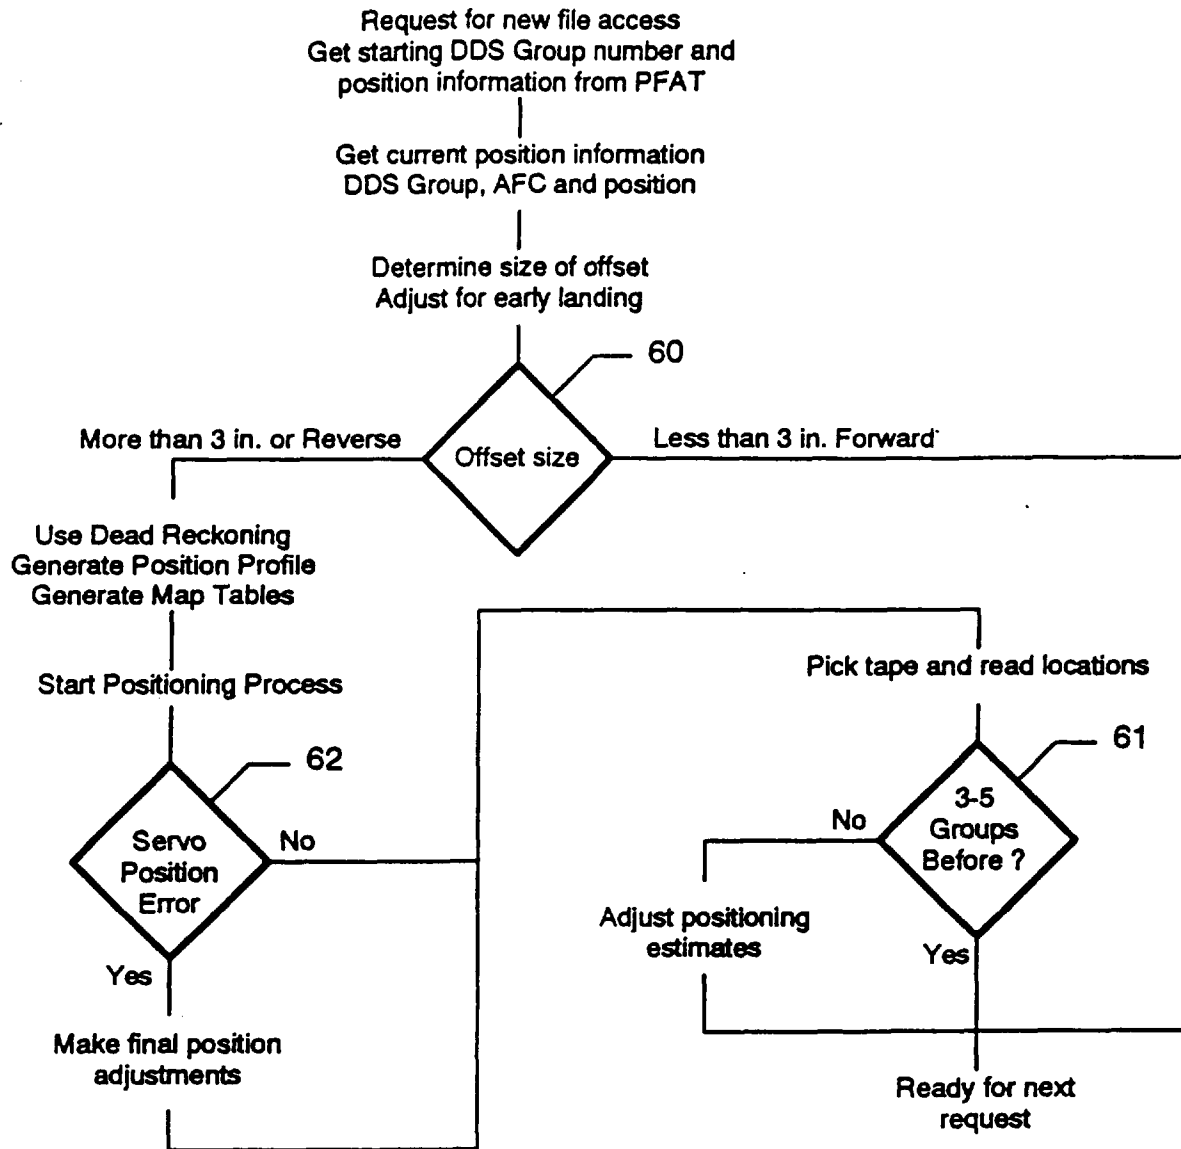 Request for new file access
Get starting DDS Group number and
position information from PFAT
Get current position information
DDS Group, AFC and position
Determine size of offset
Adjust for early landing
60
More than 3 in. or Reverse
Offset size
Less than 3 in. Forward
Use Dead Reckoning
Generate Position Profile
Generate Map Tables
Start Positioning Process
62
Servo
Position
Error
No
Yes
Make final position
adjustments
Pick tape and read locations
61
3-5
Groups
Before ?
No
Adjust positioning
estimates
Yes
Ready for next
request